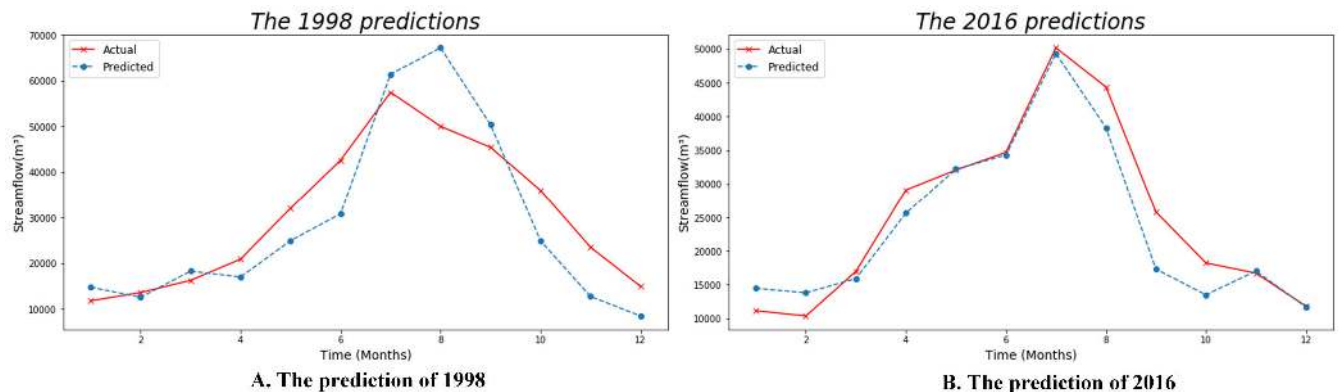 The 1998 predictions
Actual
Predicted
70000
60000
50000
40000
30000
20000
10000
Streamflow(m³)
2 4 6 8 10 12
Time (Months)
A. The prediction of 1998
The 2016 predictions
Actual
Predicted
50000
45000
40000
35000
30000
25000
20000
15000
10000
Streamflow(m³)
2 4 6 8 10 12
Time (Months)
B. The prediction of 2016